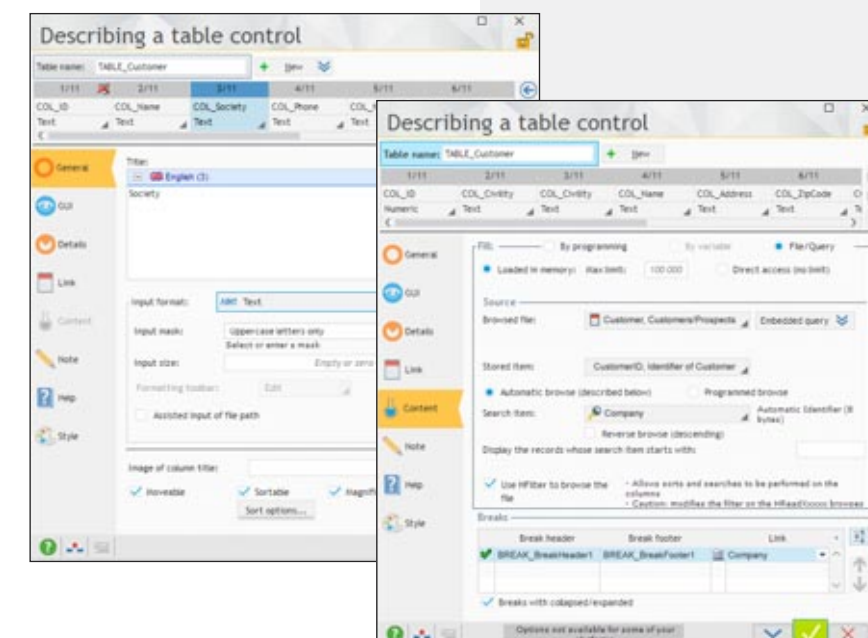 Describing a table control
Table name: TABLE_Customer New
1/11 2/11 3/11 4/11 5/11 6/11
COL_ID COL_Name COL_Society COL_Phone
Text Text Text Text Text
General
GUI
Details
Link
Content
Note
Help
Style
Title:
English (3)
Society
Input format: Text
Input mask: Uppercase letters only
Select or enter a mask
Input size: Empty or zero
Formatting toolbar: Edit
Assisted input of file path
Image of column title:
Moveable Sortable
Sort options...
Describing a table control
Table name: TABLE_Customer New
1/11 2/11 3/11 4/11 5/11 6/11
COL_ID COL_Civility COL_Civility COL_Name COL_Address COL_ZipCode
Numeric Text Text Text Text Text
General
GUI
Details
Link
Content
Note
Help
Style
Fill: By programming By variable File/Query
Loaded in memory: Max limit: 100 000 Direct access (no limit)
Source
Browsed file: Customer, Customers/Prospects Embedded query
Stored item: CustomerID, Identifier of Customer
Automatic browse (described below) Programmed browse
Search item: Company Automatic Identifier (8 bytes)
Reverse browse (descending)
Display the records whose search item starts with:
Use HFilter to browse the file
- Allows sorts and searches to be performed on the columns
- Caution: modifies the filter on the HReadXxxxx browses
Breaks
Break header Break footer Link
BREAK_BreakHeader1 BREAK_BreakFooter1 Company
Breaks with collapsed/expanded
Options not available for some of your